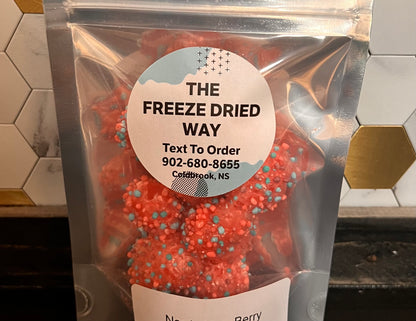 THE
FREEZE DRIED
WAY
Text To Order
902-680-8655
Coldbrook, NS
Berry